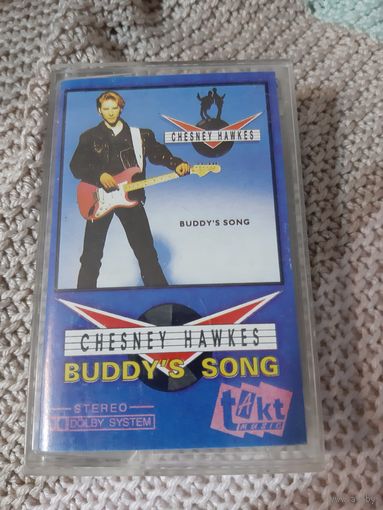 CHESNEY HAWKES
BUDDY'S SONG
CHESNEY HAWKES
BUDDY'S SONG
STEREO
DOLBY SYSTEM
takt
MUSIC